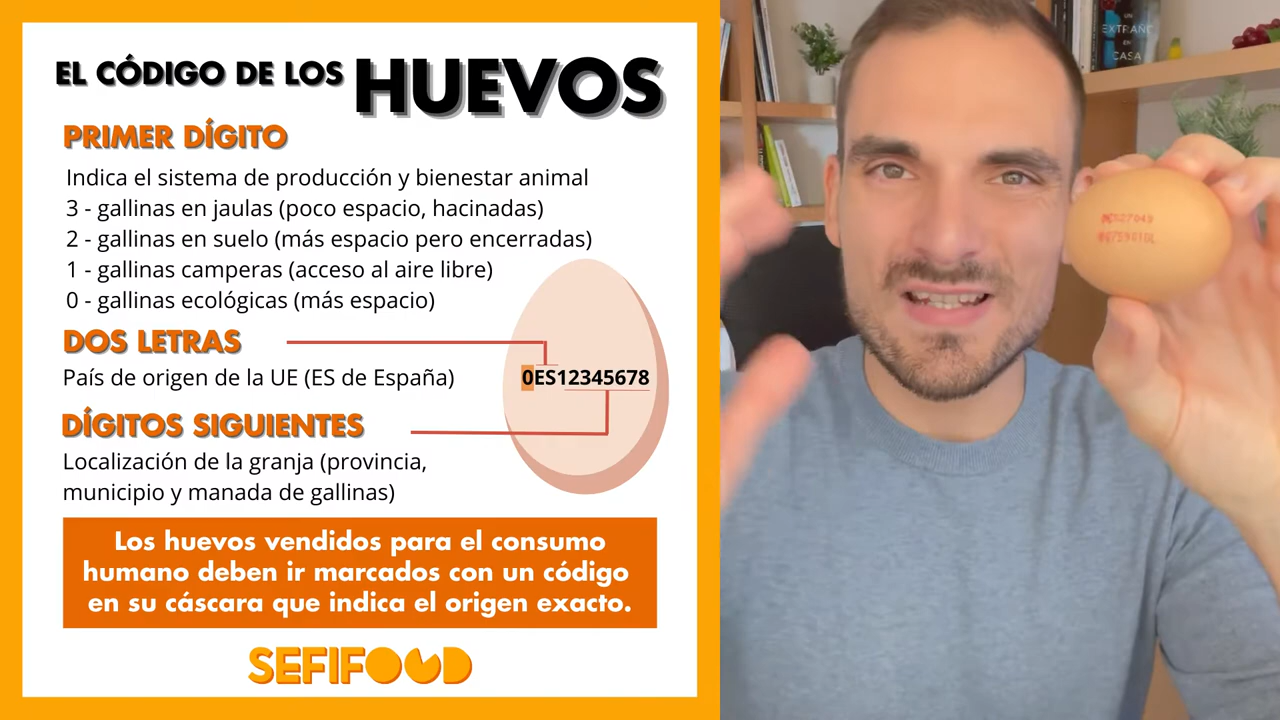 EL CÓDIGO DE LOS HUEVOS
PRIMER DÍGITO
Indica el sistema de producción y bienestar animal
3 - gallinas en jaulas (poco espacio, hacinadas)
2 - gallinas en suelo (más espacio pero encerradas)
1 - gallinas camperas (acceso al aire libre)
0 - gallinas ecológicas (más espacio)
DOS LETRAS
País de origen de la UE (ES de España)
0ES12345678
DÍGITOS SIGUIENTES
Localización de la granja (provincia,
municipio y manada de gallinas)
Los huevos vendidos para el consumo
humano deben ir marcados con un código
en su cáscara que indica el origen exacto.
SEFIFOOD
UN
EXTRAÑO
EN
CASA